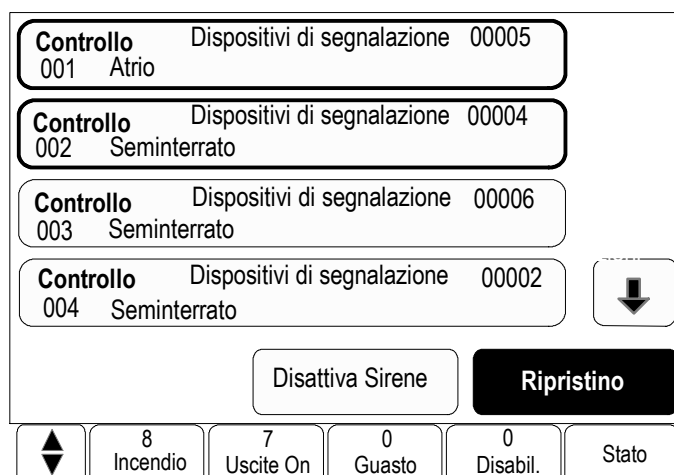 Controllo Dispositivi di segnalazione 00005
001 Atrio
Controllo Dispositivi di segnalazione 00004
002 Seminterrato
Controllo Dispositivi di segnalazione 00006
003 Seminterrato
Controllo Dispositivi di segnalazione 00002
004 Seminterrato
Disattiva Sirene Ripristino
8 7 0 0
Incendio Uscite On Guasto Disabil. Stato